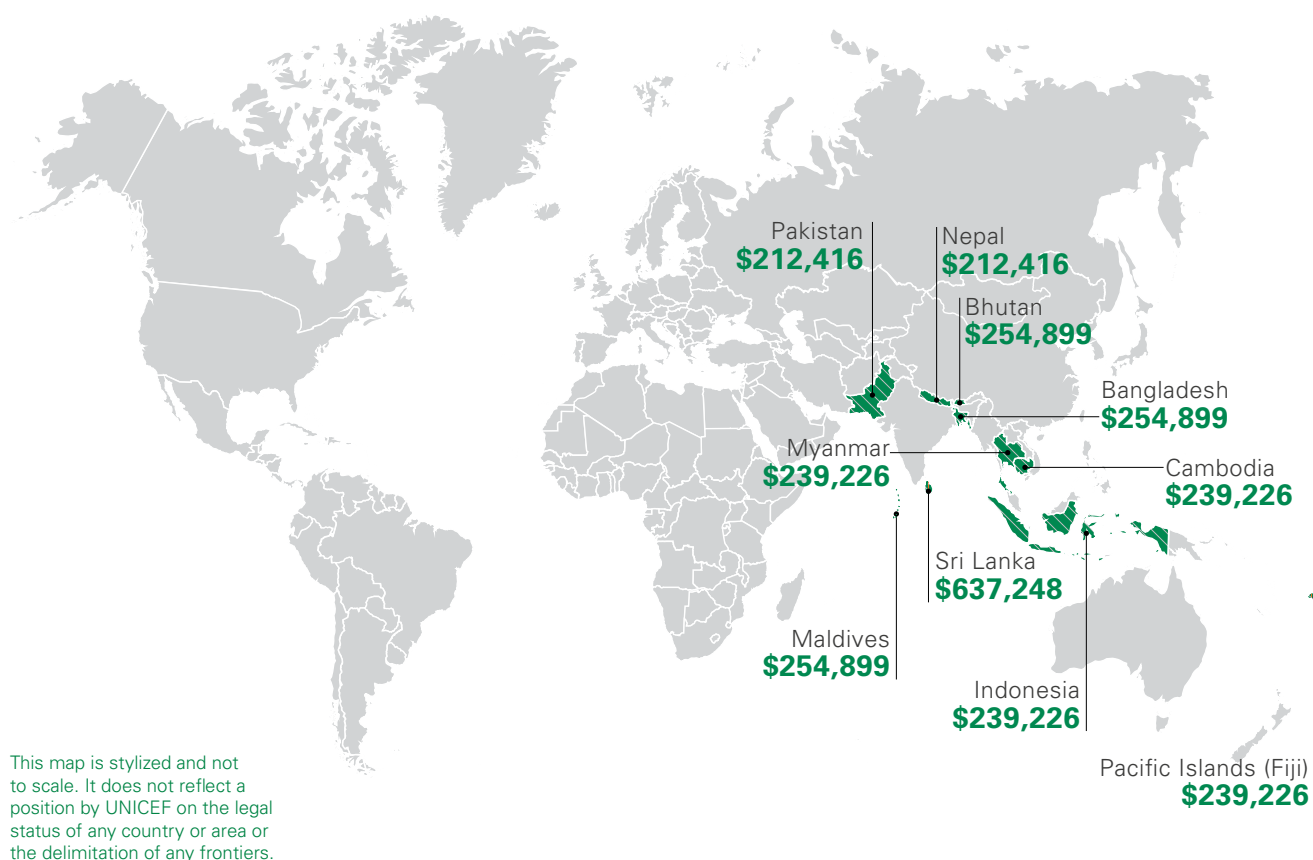 Pakistan
$212,416
Nepal
$212,416
Bhutan
$254,899
Bangladesh
$254,899
Myanmar
$239,226
Cambodia
$239,226
Sri Lanka
$637,248
Maldives
$254,899
Indonesia
$239,226
Pacific Islands (Fiji)
$239,226
This map is stylized and not
to scale. It does not reflect a
position by UNICEF on the legal
status of any country or area or
the delimitation of any frontiers.